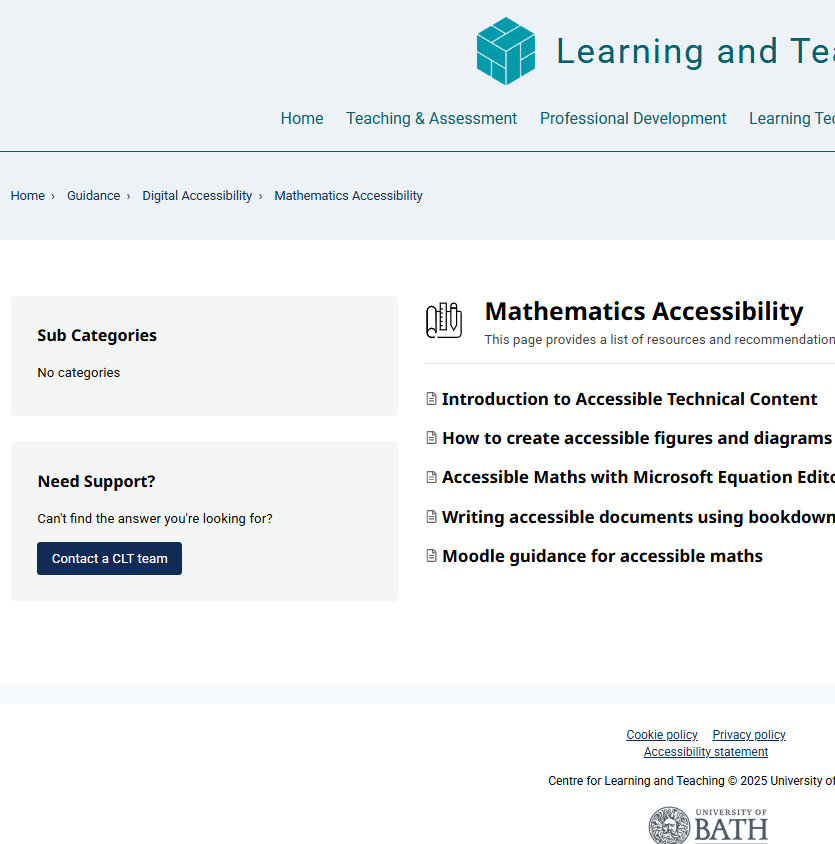 Learning and Tea
Home Teaching & Assessment Professional Development Learning Tec
Home › Guidance › Digital Accessibility › Mathematics Accessibility
Sub Categories
No categories
Need Support?
Can't find the answer you're looking for?
Contact a CLT team
Mathematics Accessibility
This page provides a list of resources and recommendation
Introduction to Accessible Technical Content
How to create accessible figures and diagrams
Accessible Maths with Microsoft Equation Edito
Writing accessible documents using bookdown
Moodle guidance for accessible maths
Cookie policy Privacy policy
Accessibility statement
Centre for Learning and Teaching © 2025 University of
UNIVERSITY OF
BATH